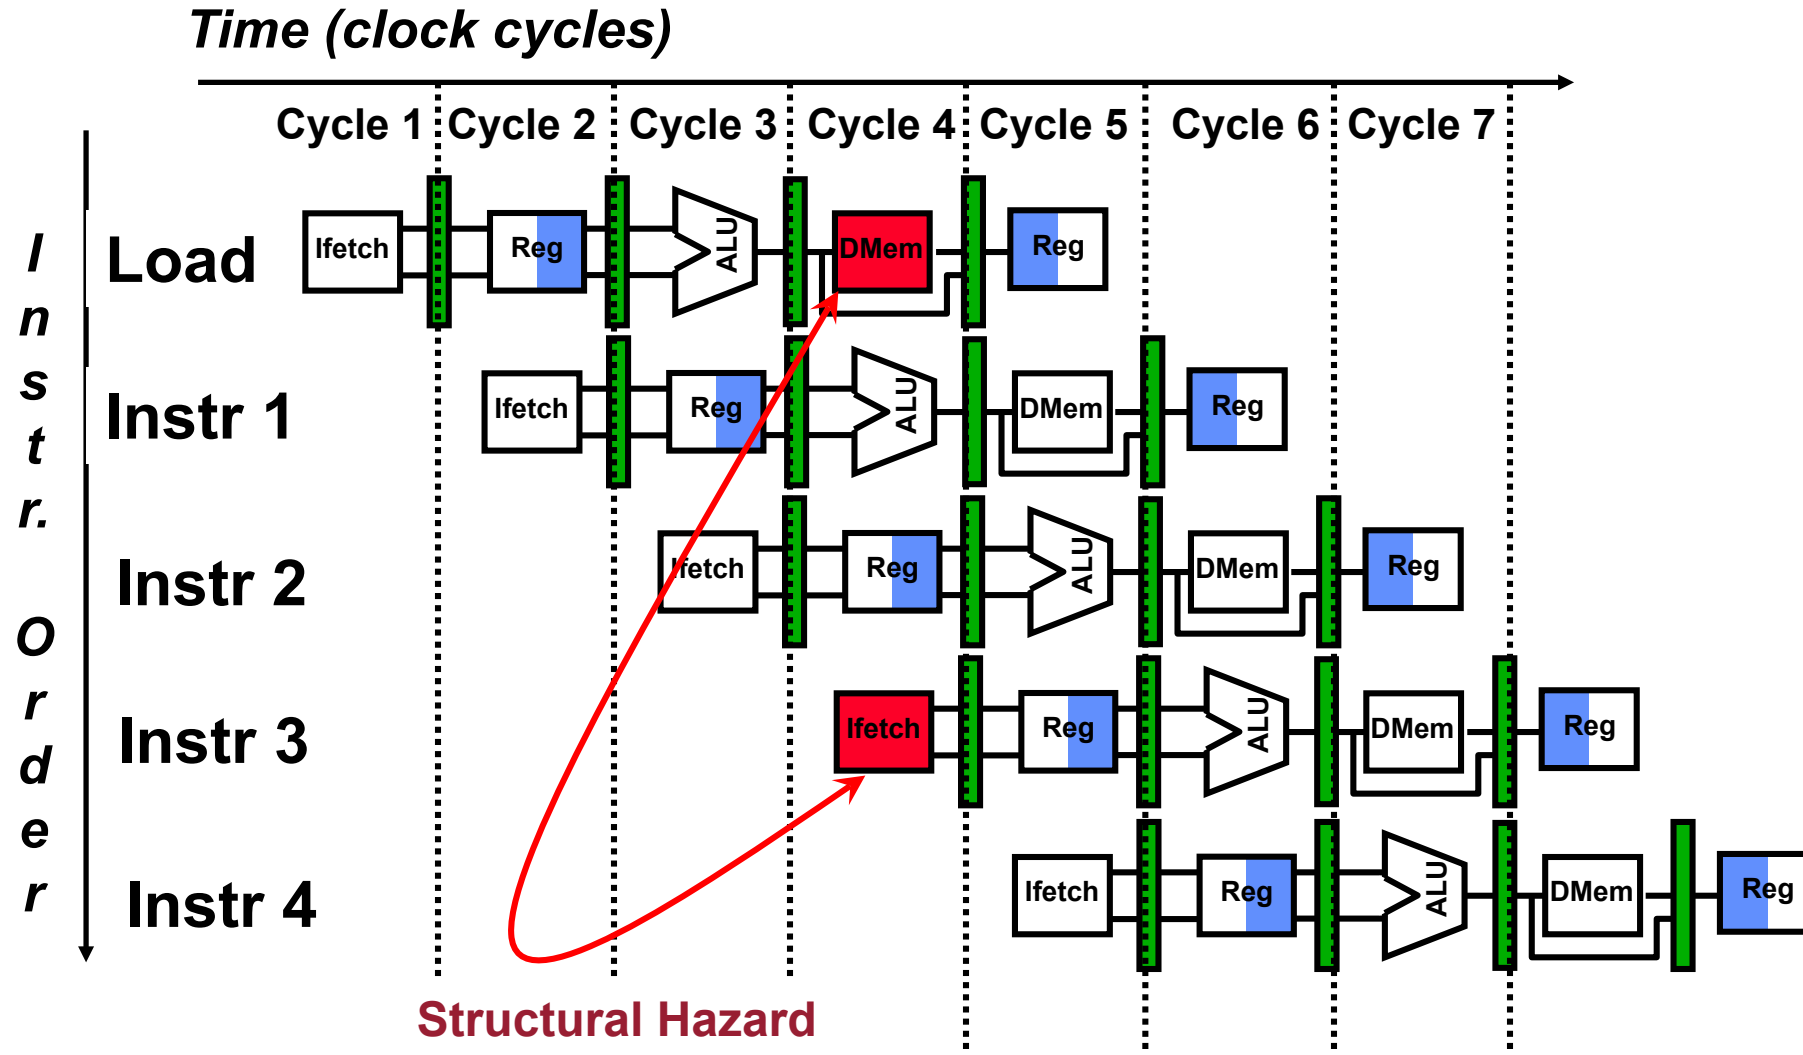 Time (clock cycles)
Cycle 1 Cycle 2 Cycle 3 Cycle 4 Cycle 5 Cycle 6 Cycle 7
Instr. Order
Load Ifetch Reg ALU DMem Reg
Instr 1 Ifetch Reg ALU DMem Reg
Instr 2 Ifetch Reg ALU DMem Reg
Instr 3 Ifetch Reg ALU DMem Reg
Instr 4 Ifetch Reg ALU DMem Reg
Structural Hazard